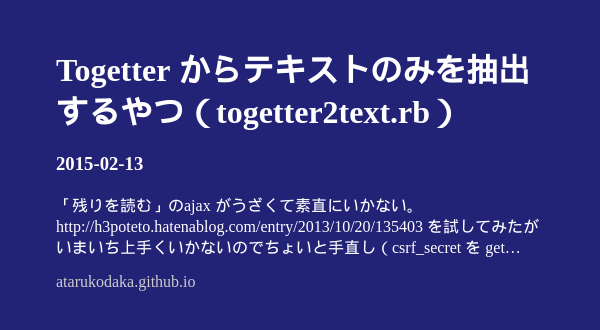 Togetter からテキストのみを抽出
するやつ（togetter2text.rb）
2015-02-13
「残りを読む」のajax がうざくて素直にいかない。
http://h3poteto.hatenablog.com/entry/2013/10/20/135403 を試してみたが
いまいち上手くいかないのでちょいと手直し（csrf_secret を get…
atarukodaka.github.io